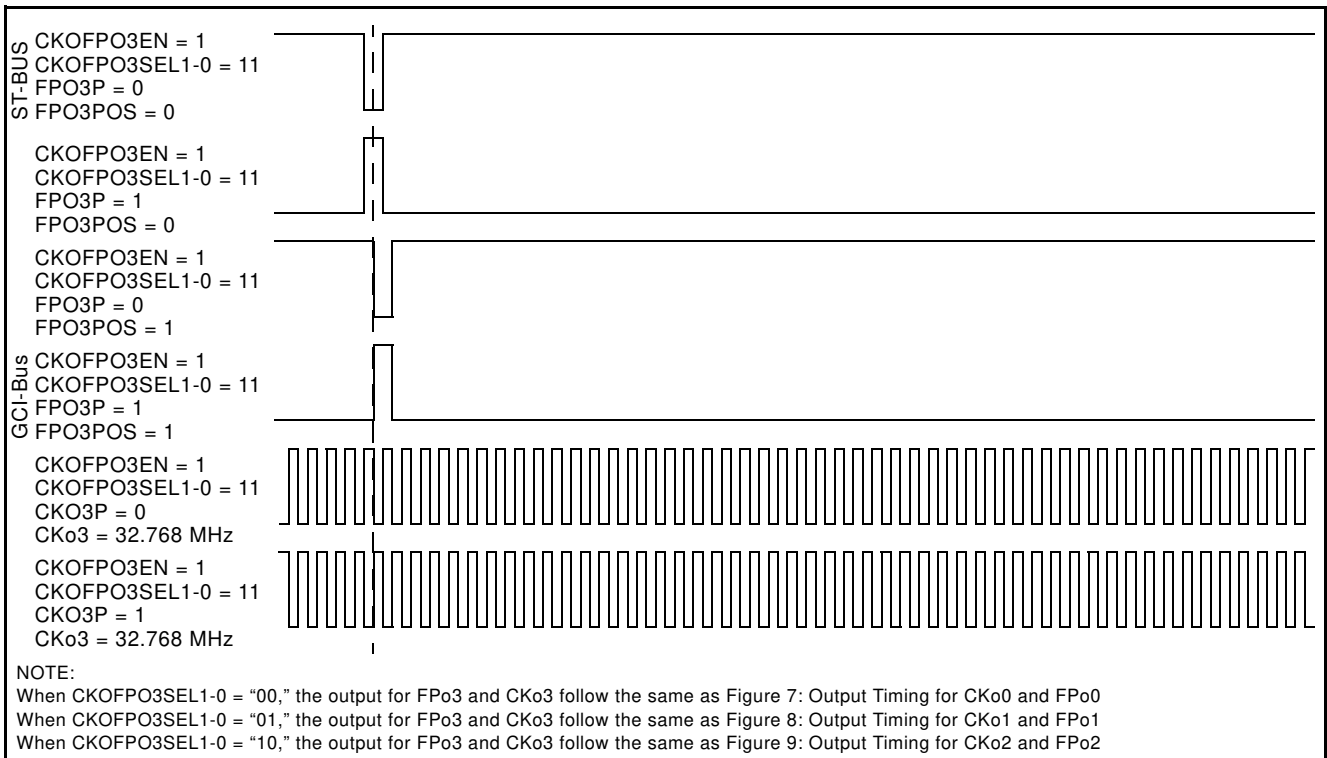 ST-BUS
CKOFPO3EN = 1
CKOFPO3SEL1-0 = 11
FPO3P = 0
FPO3POS = 0
CKOFPO3EN = 1
CKOFPO3SEL1-0 = 11
FPO3P = 1
FPO3POS = 0
CKOFPO3EN = 1
CKOFPO3SEL1-0 = 11
FPO3P = 0
FPO3POS = 1
GCI-Bus
CKOFPO3EN = 1
CKOFPO3SEL1-0 = 11
FPO3P = 1
FPO3POS = 1
CKOFPO3EN = 1
CKOFPO3SEL1-0 = 11
CKO3P = 0
CKo3 = 32.768 MHz
CKOFPO3EN = 1
CKOFPO3SEL1-0 = 11
CKO3P = 1
CKo3 = 32.768 MHz
NOTE:
When CKOFPO3SEL1-0 = “00,” the output for FPo3 and CKo3 follow the same as Figure 7: Output Timing for CKo0 and FPo0
When CKOFPO3SEL1-0 = “01,” the output for FPo3 and CKo3 follow the same as Figure 8: Output Timing for CKo1 and FPo1
When CKOFPO3SEL1-0 = “10,” the output for FPo3 and CKo3 follow the same as Figure 9: Output Timing for CKo2 and FPo2